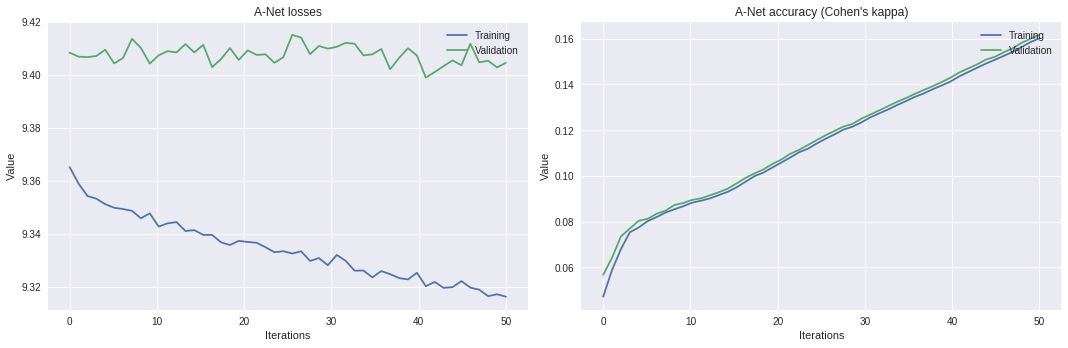 A-Net losses
9.42
9.40
9.38
9.36
9.34
9.32
Value
0 10 20 30 40 50
Iterations
Training
Validation
A-Net accuracy (Cohen's kappa)
0.16
0.14
0.12
0.10
0.08
0.06
Value
0 10 20 30 40 50
Iterations
Training
Validation